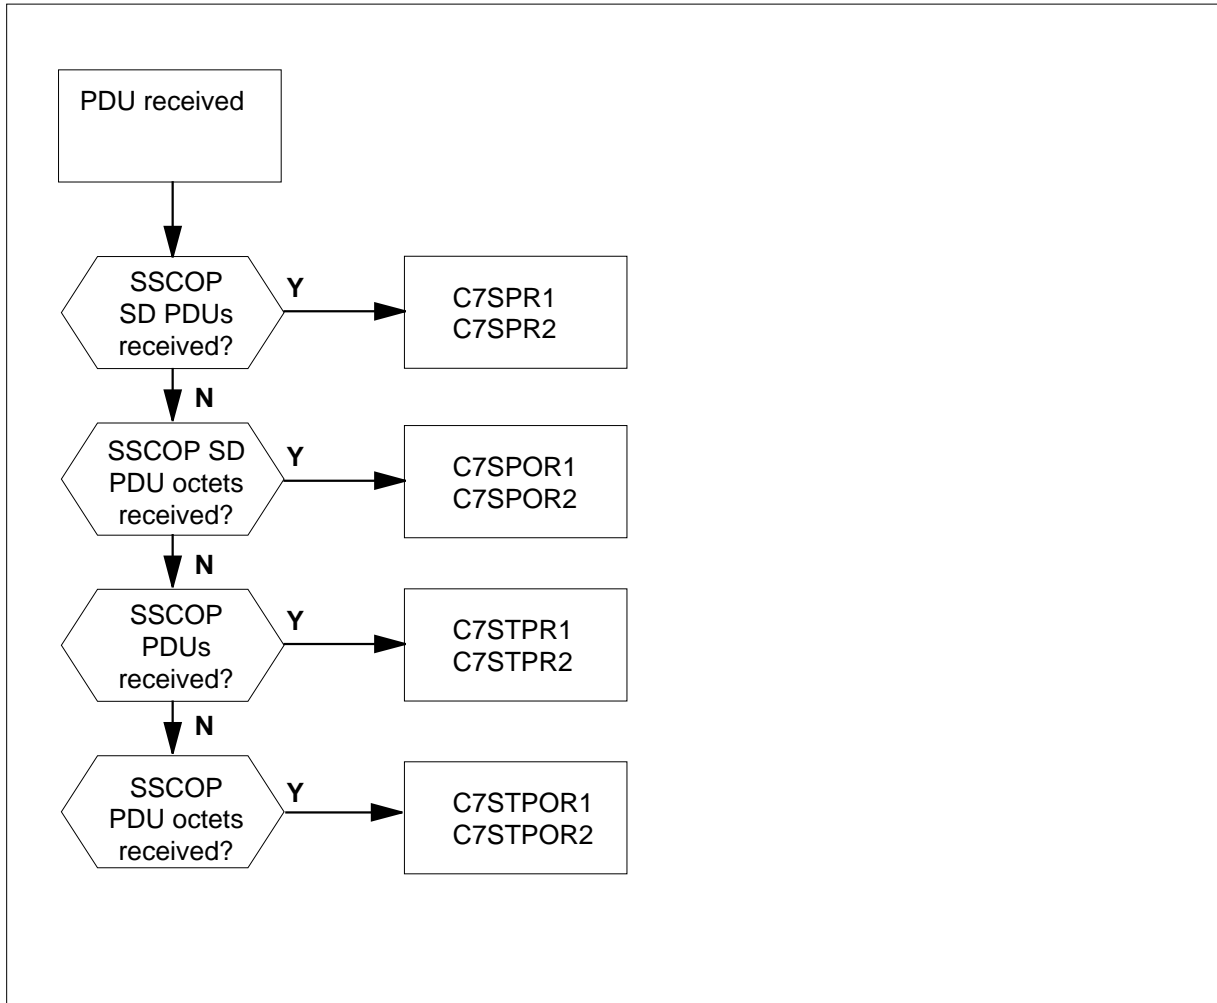 PDU received
SSCOP
SD PDUs
received?
Y
C7SPR1
C7SPR2
N
SSCOP SD
PDU octets
received?
Y
C7SPOR1
C7SPOR2
N
SSCOP
PDUs
received?
Y
C7STPR1
C7STPR2
N
SSCOP
PDU octets
received?
Y
C7STPOR1
C7STPOR2